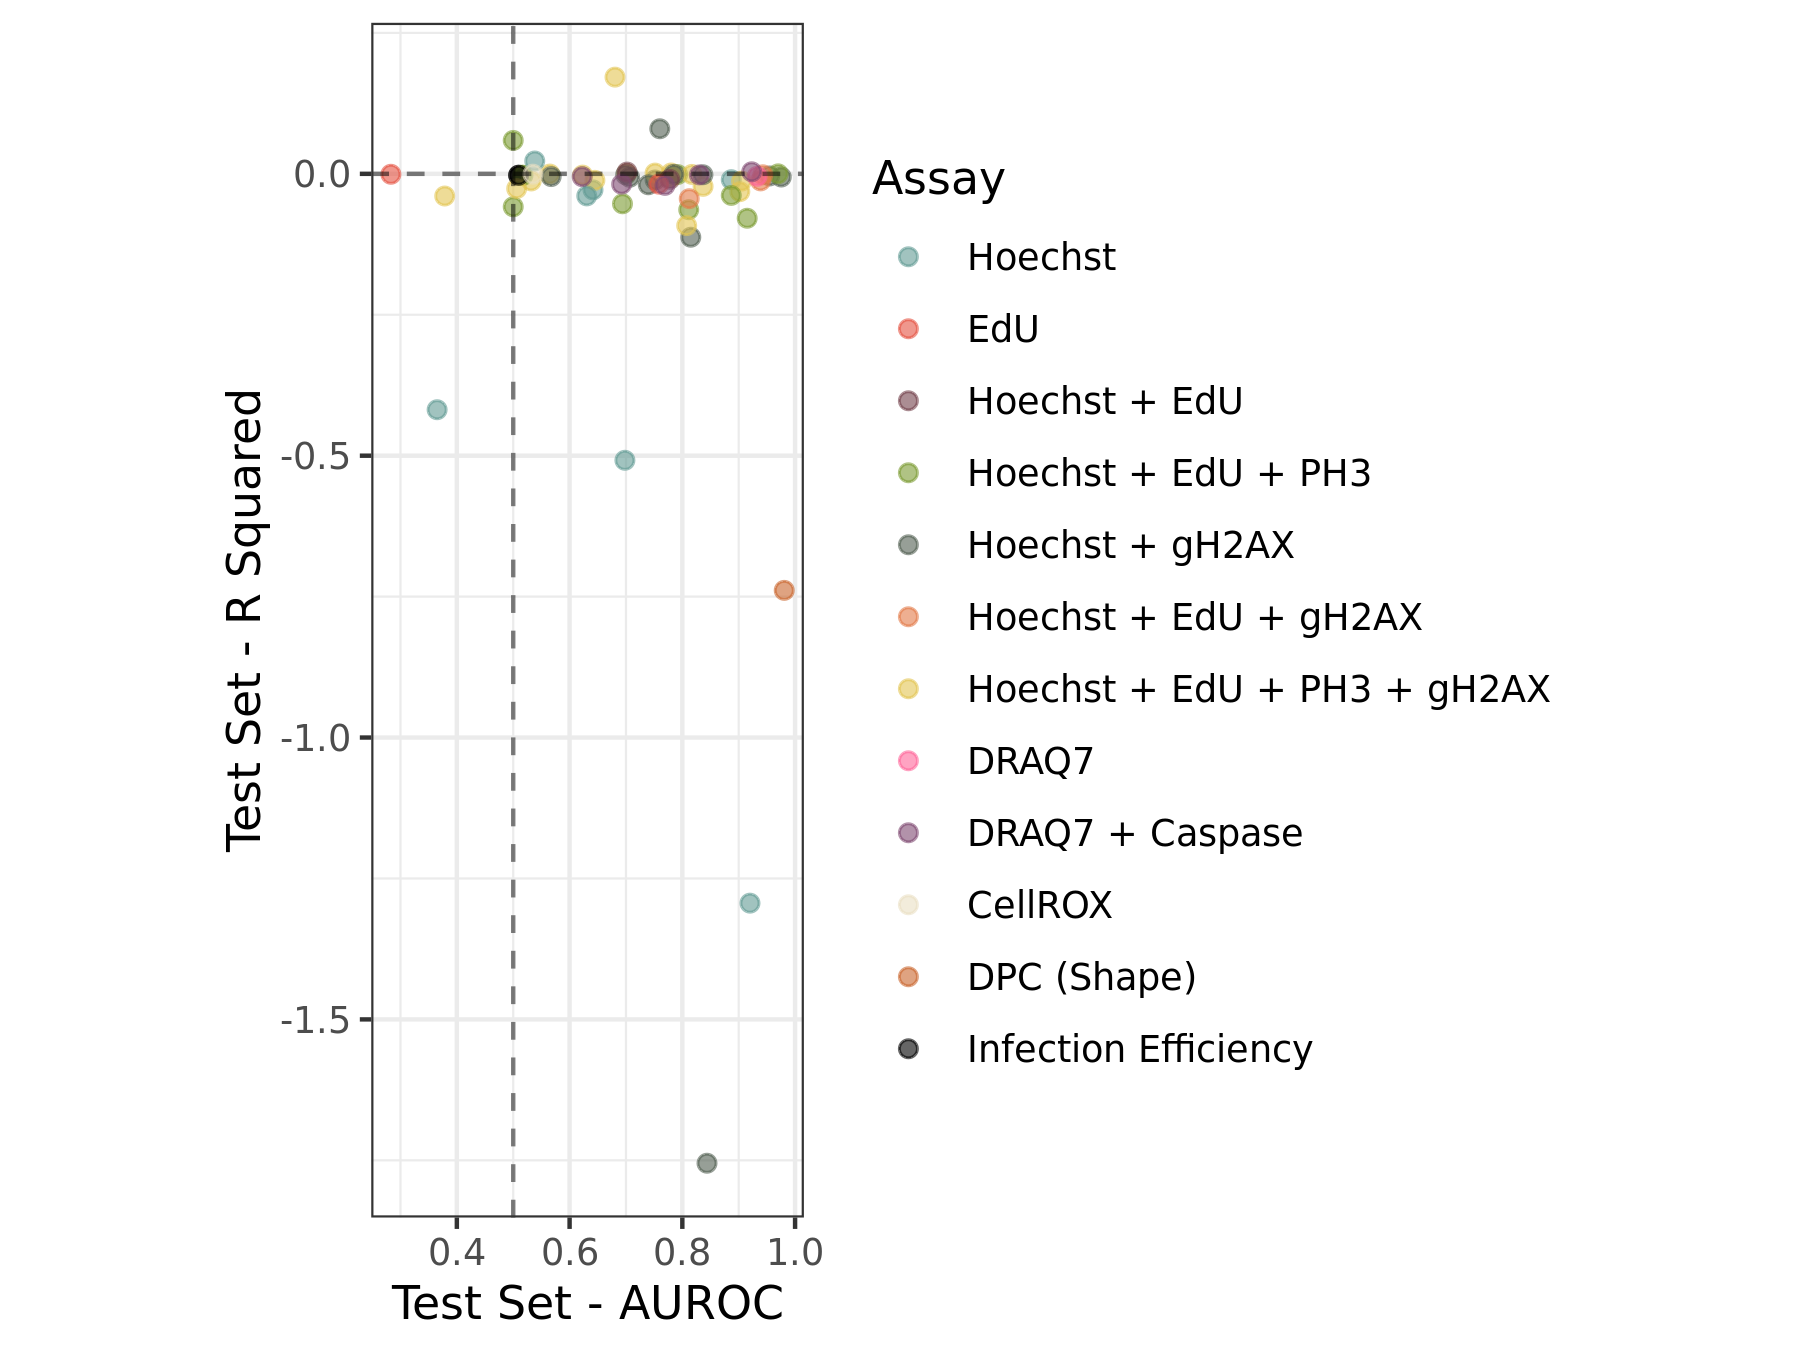 0.0
-0.5
-1.0
-1.5
Test Set - R Squared
0.4 0.6 0.8 1.0
Test Set - AUROC
Assay
Hoechst
EdU
Hoechst + EdU
Hoechst + EdU + PH3
Hoechst + gH2AX
Hoechst + EdU + gH2AX
Hoechst + EdU + PH3 + gH2AX
DRAQ7
DRAQ7 + Caspase
CellROX
DPC (Shape)
Infection Efficiency